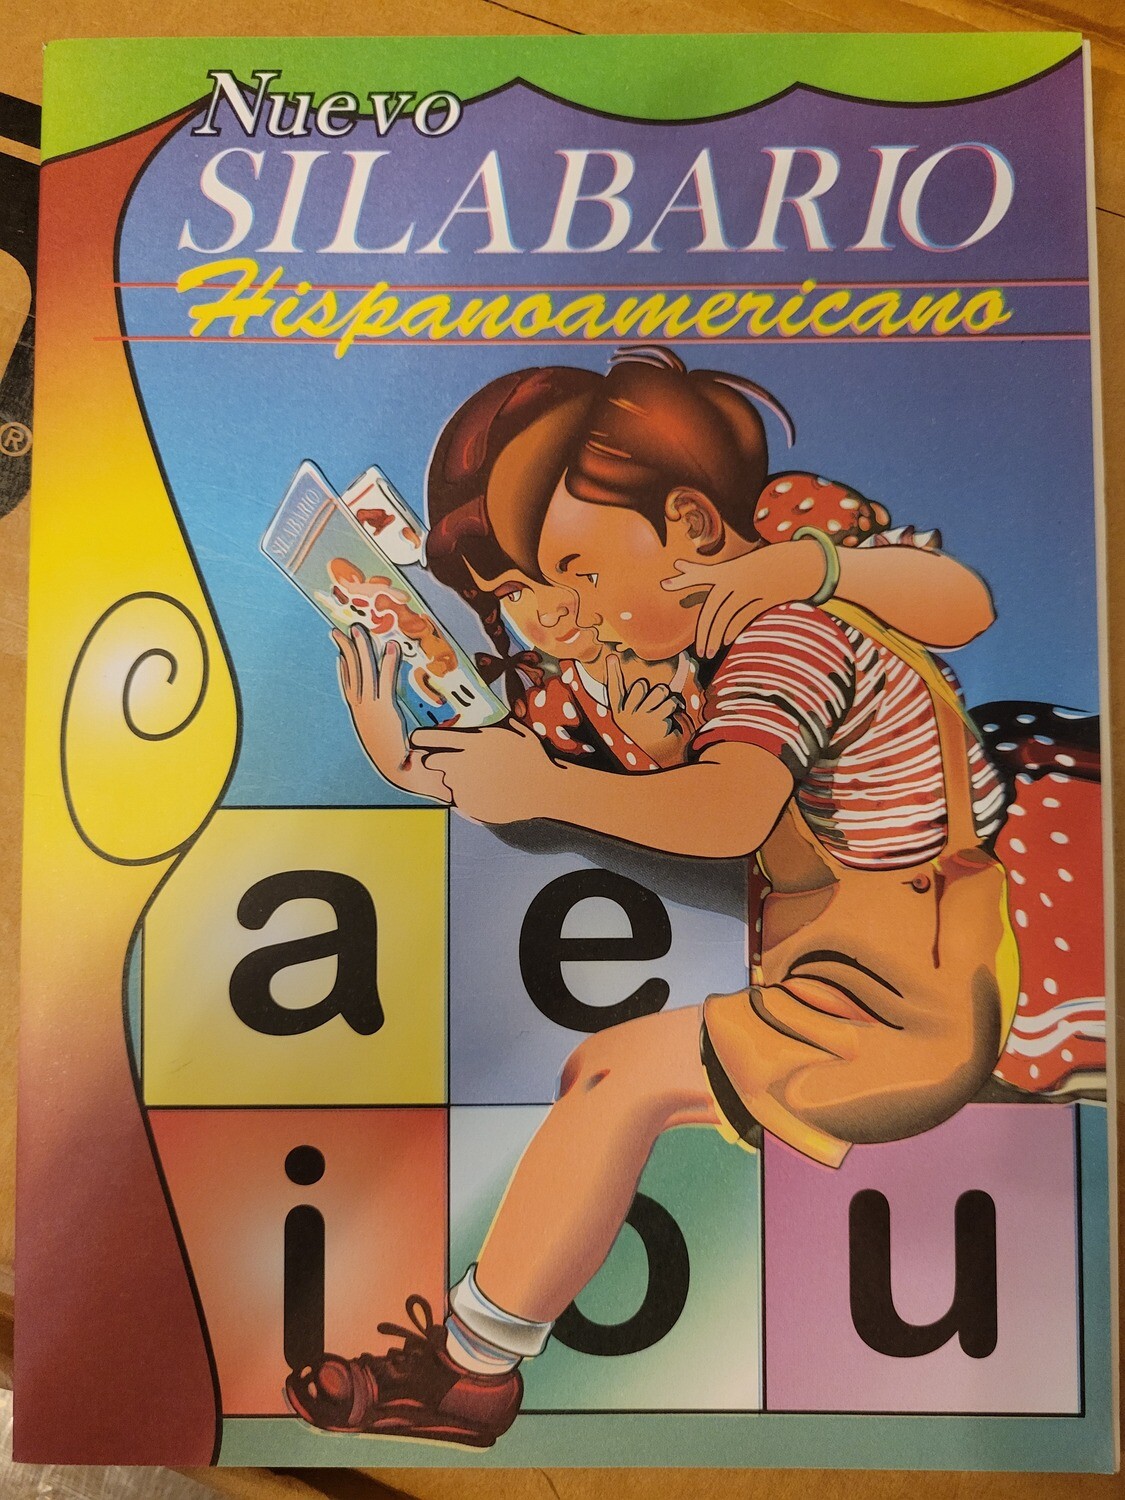 Nuevo
SILABARIO
Hispanoamericano
SILABARIO
a e
i o u
®